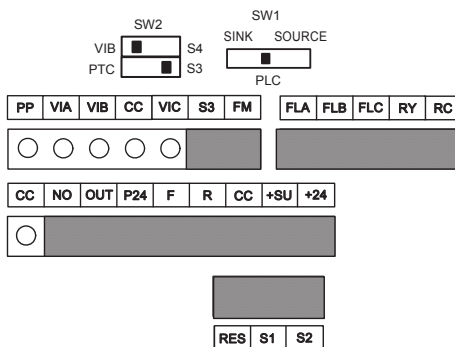 SW2
SW1
VIB S4
PTC S3
SINK SOURCE
PLC
PP VIA VIB CC VIC S3 FM FLA FLB FLC RY RC
CC NO OUT P24 F R CC +SU +24
RES S1 S2